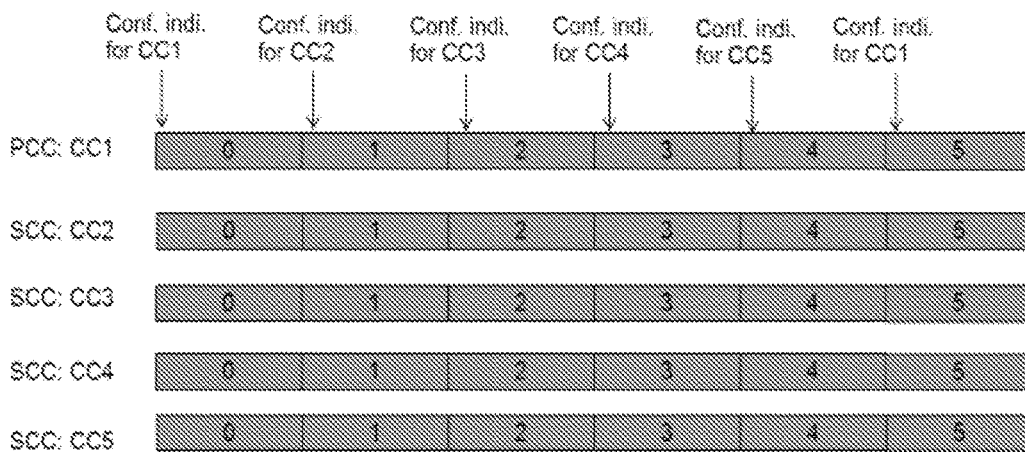 Conf. indi. for CC1
Conf. indi. for CC2
Conf. indi. for CC3
Conf. indi. for CC4
Conf. indi. for CC5
Conf. indi. for CC1
PCC: CC1
0 1 2 3 4 5
SCC: CC2
0 1 2 3 4 5
SCC: CC3
0 1 2 3 4 5
SCC: CC4
0 1 2 3 4 5
SCC: CC5
0 1 2 3 4 5